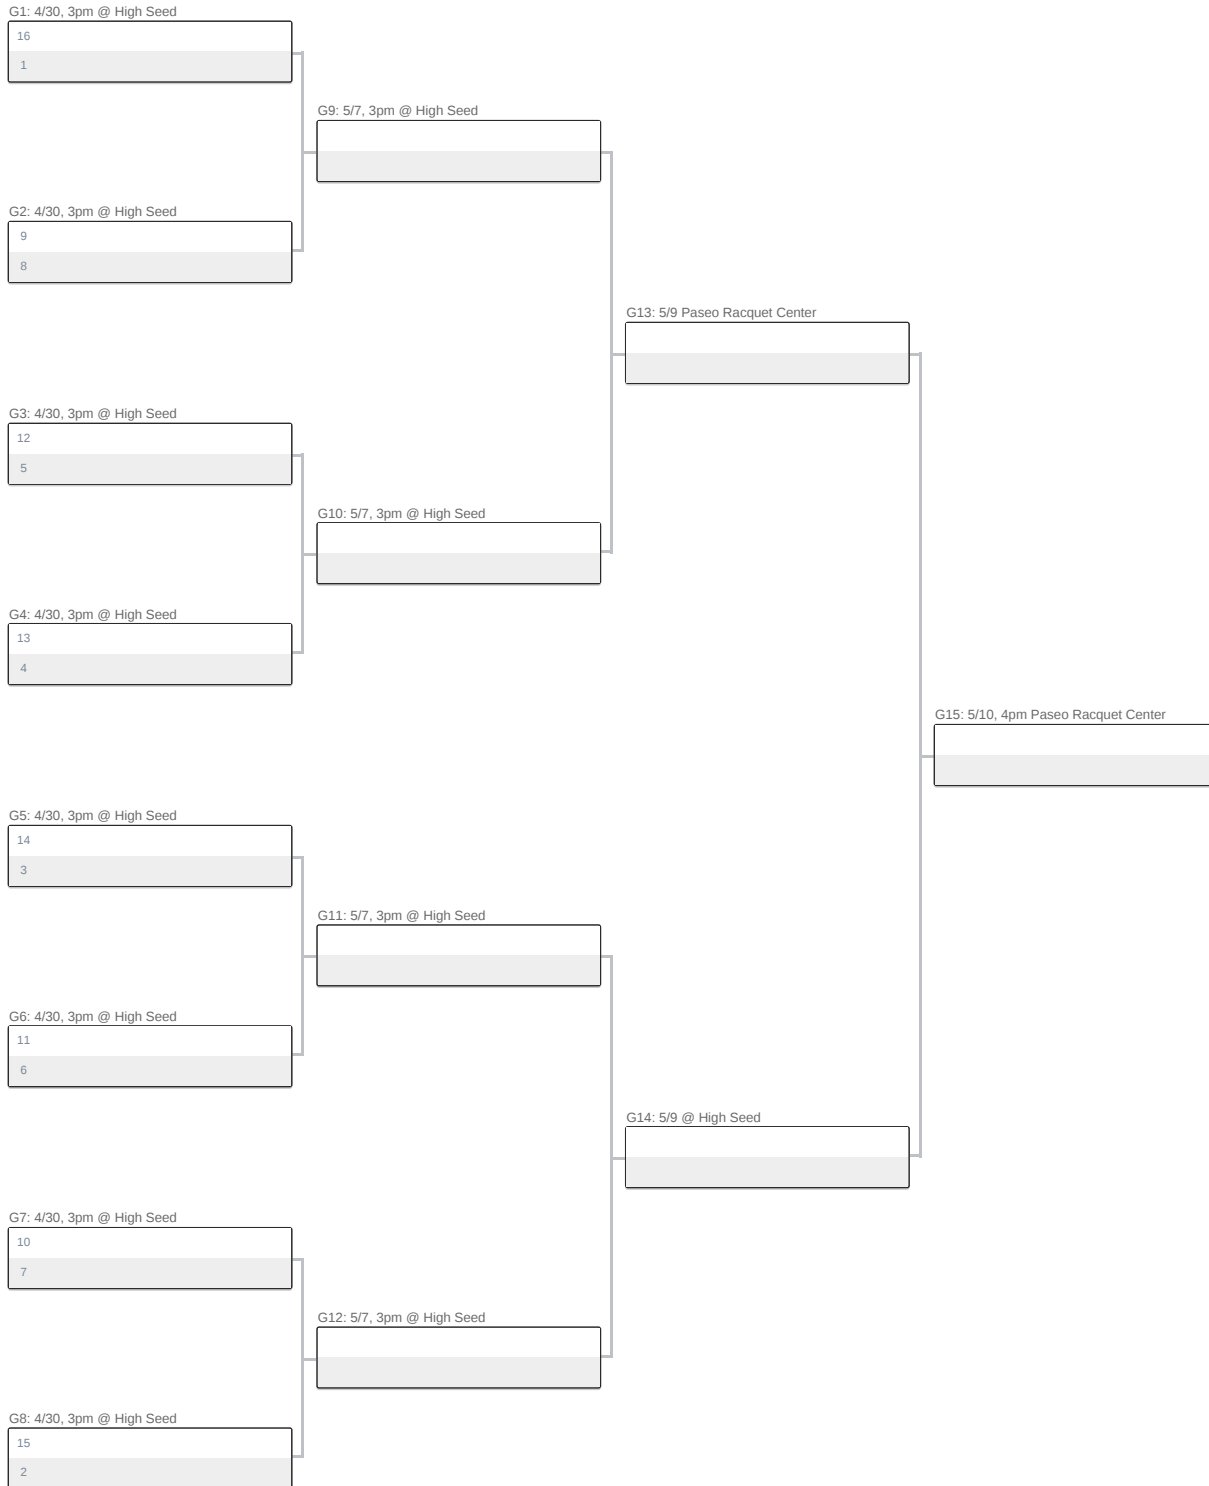 G1: 4/30, 3pm @ High Seed
16
1
G9: 5/7, 3pm @ High Seed
G2: 4/30, 3pm @ High Seed
9
8
G13: 5/9 Paseo Racquet Center
G3: 4/30, 3pm @ High Seed
12
5
G10: 5/7, 3pm @ High Seed
G4: 4/30, 3pm @ High Seed
13
4
G15: 5/10, 4pm Paseo Racquet Center
G5: 4/30, 3pm @ High Seed
14
3
G11: 5/7, 3pm @ High Seed
G6: 4/30, 3pm @ High Seed
11
6
G14: 5/9 @ High Seed
G7: 4/30, 3pm @ High Seed
10
7
G12: 5/7, 3pm @ High Seed
G8: 4/30, 3pm @ High Seed
15
2